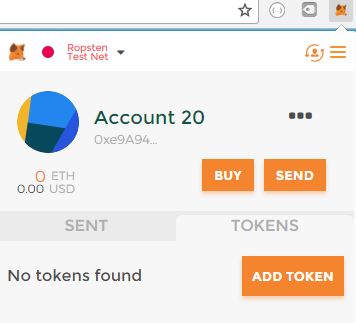 Ropsten
Test Net
Account 20
0xe9A94...
0 ETH
0.00 USD
BUY
SEND
SENT
TOKENS
No tokens found
ADD TOKEN